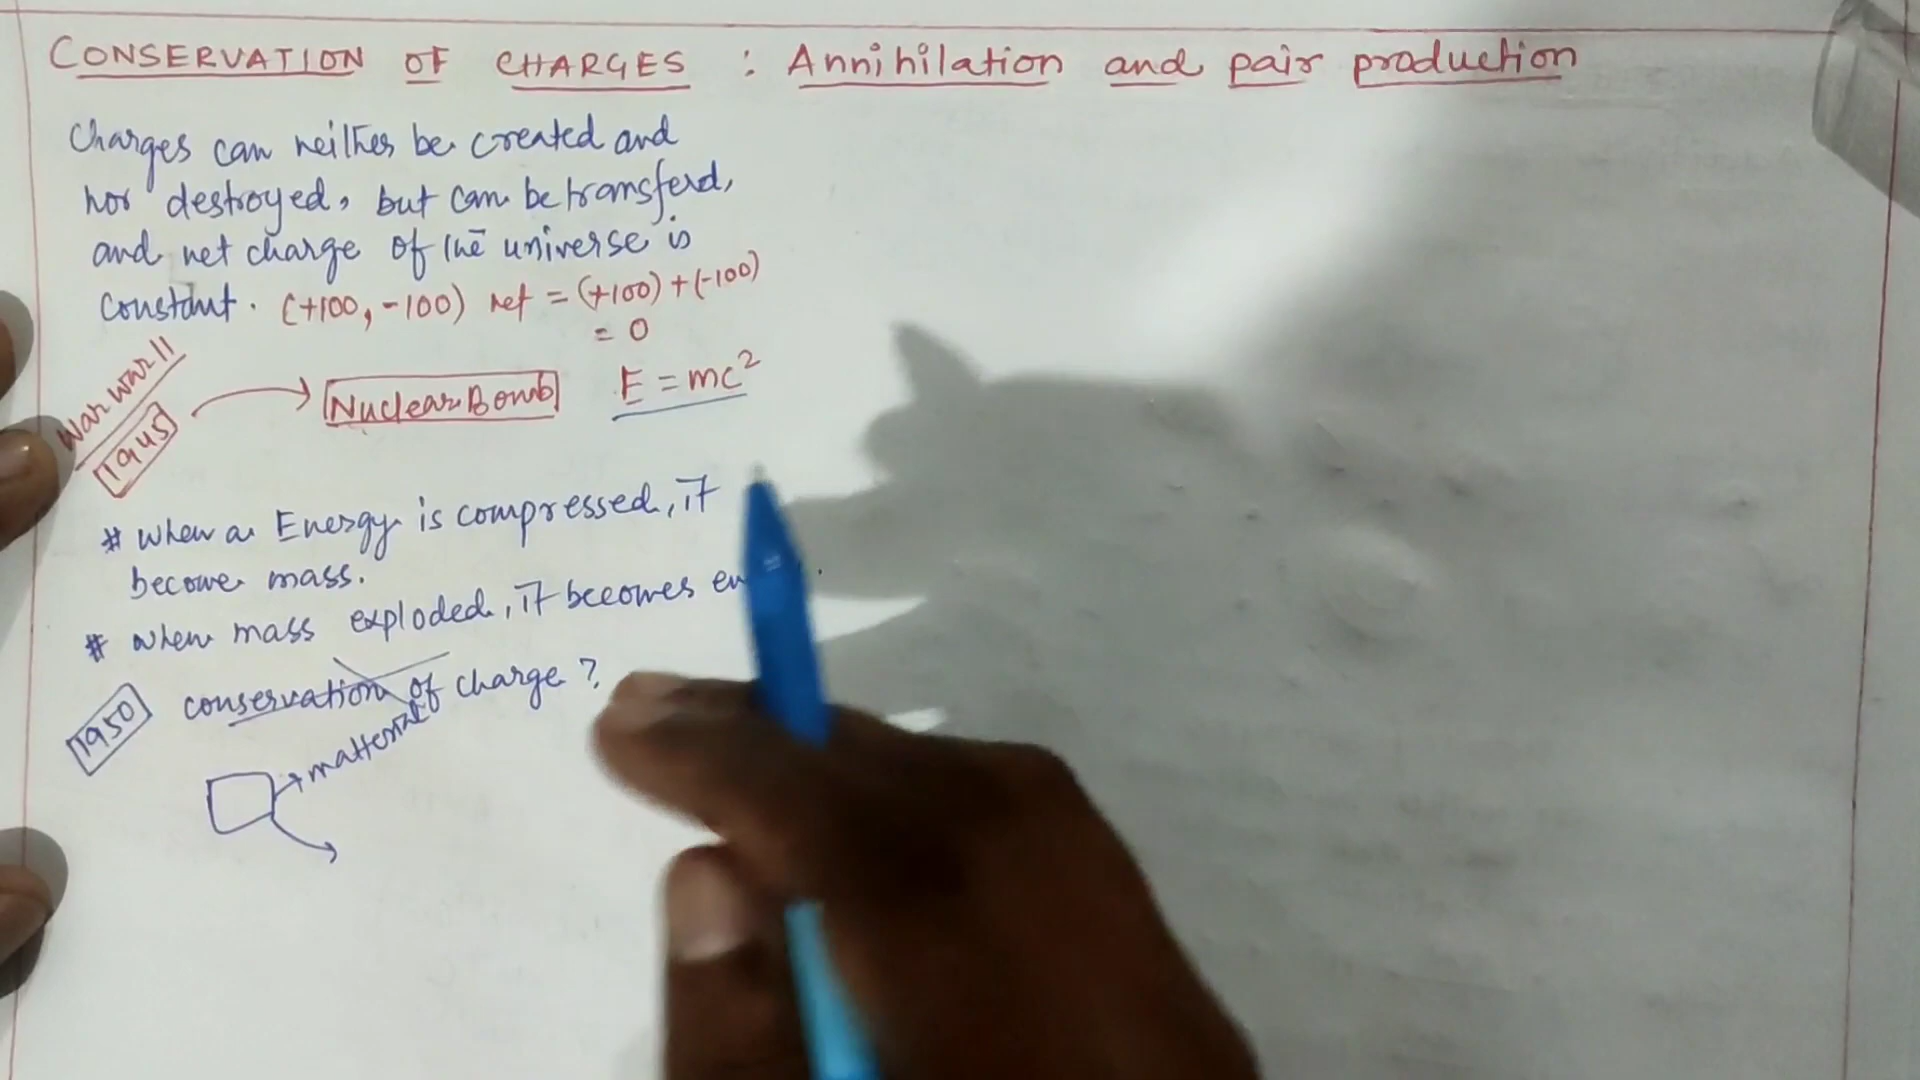 CONSERVATION OF CHARGES : Annihilation and pair production
Charges can neither be created and
nor destroyed, but can be transferd,
and net charge of the universe is
constant. (+100, -100) net = (+100) + (-100)
= 0
War War II
1945
Nuclear Bomb E = mc²
# when a Energy is compressed, it
become mass.
# when mass exploded, it becomes en
1950 conservation of charge ?
matterial